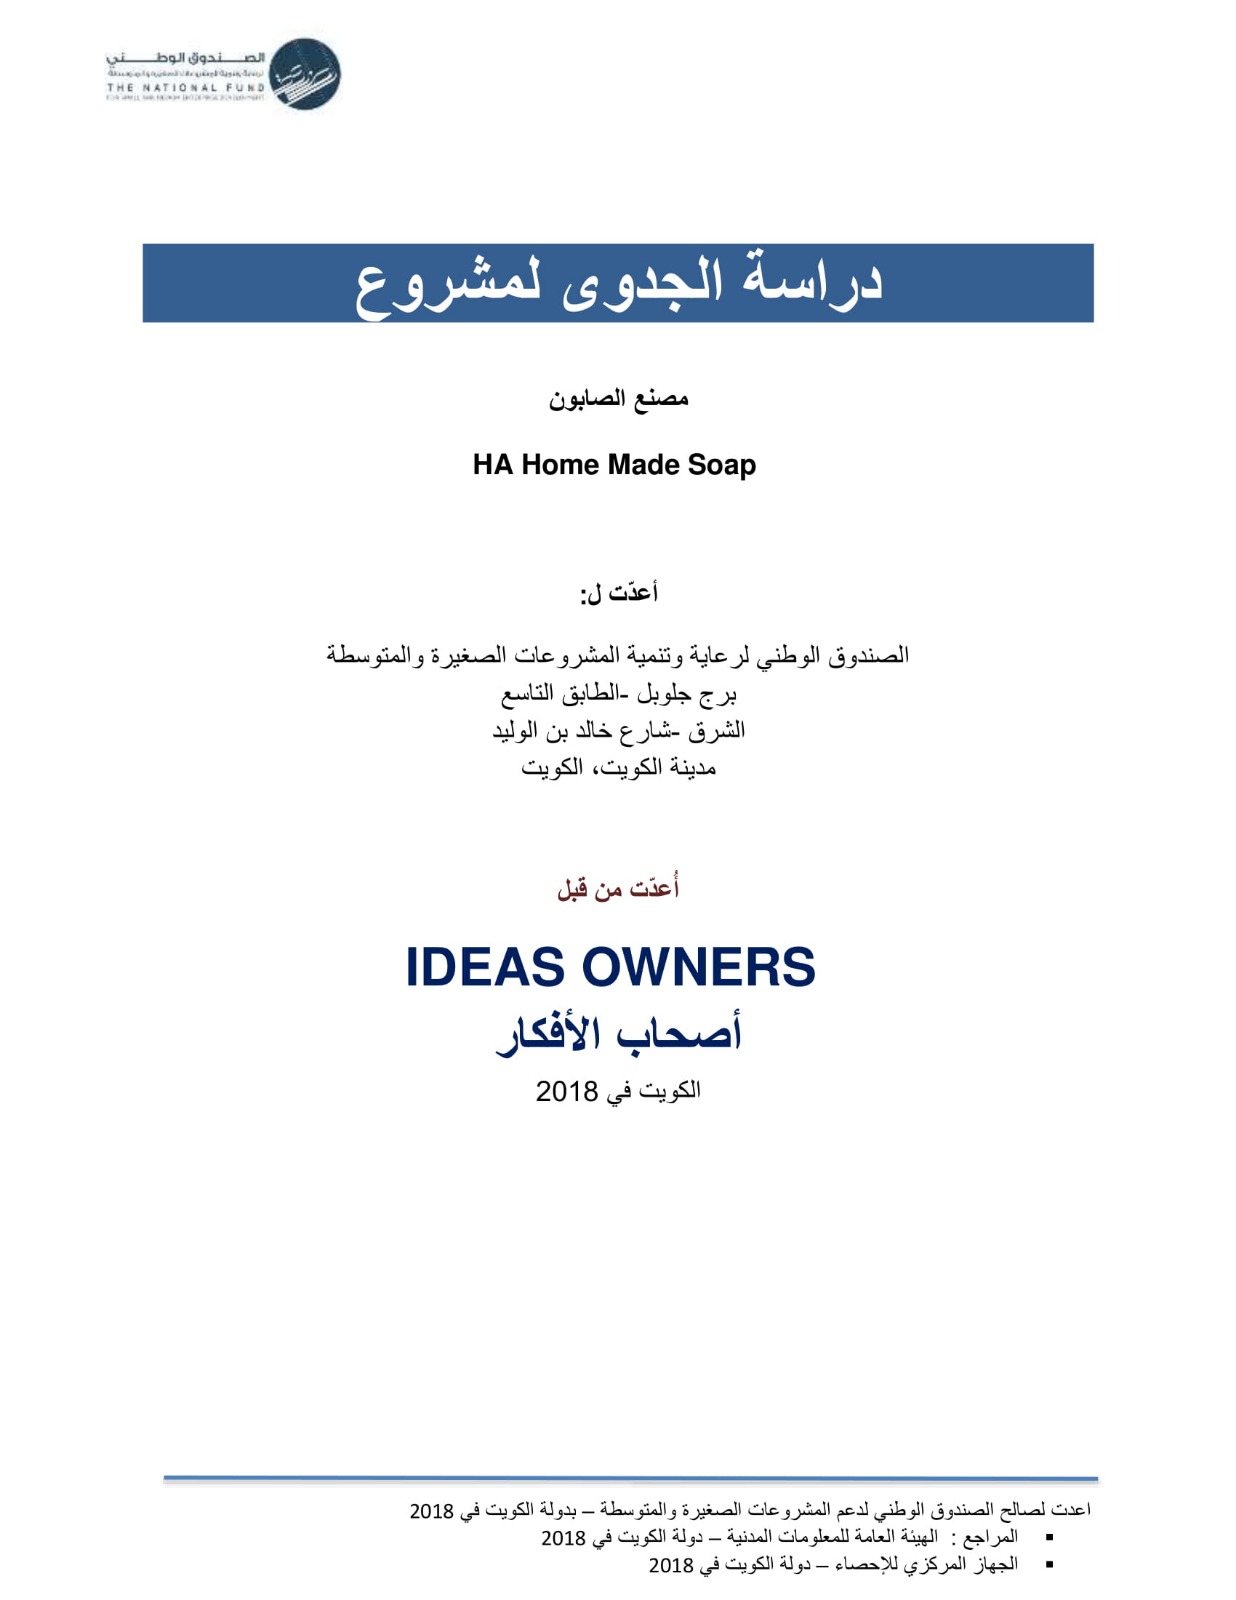 الصـــندوق الوطـــــني
THE NATIONAL FUND
دراسة الجدوى لمشروع
مصنع الصابون
HA Home Made Soap
أعدّت ل:
الصندوق الوطني لرعاية وتنمية المشروعات الصغيرة والمتوسطة
برج جلوبل -الطابق التاسع
الشرق -شارع خالد بن الوليد
مدينة الكويت، الكويت
أُعدّت من قبل
IDEAS OWNERS
أصحاب الأفكار
الكويت في 2018
اعدت لصالح الصندوق الوطني لدعم المشروعات الصغيرة والمتوسطة – بدولة الكويت في 2018
▪ المراجع : الهيئة العامة للمعلومات المدنية – دولة الكويت في 2018
▪ الجهاز المركزي للإحصاء – دولة الكويت في 2018